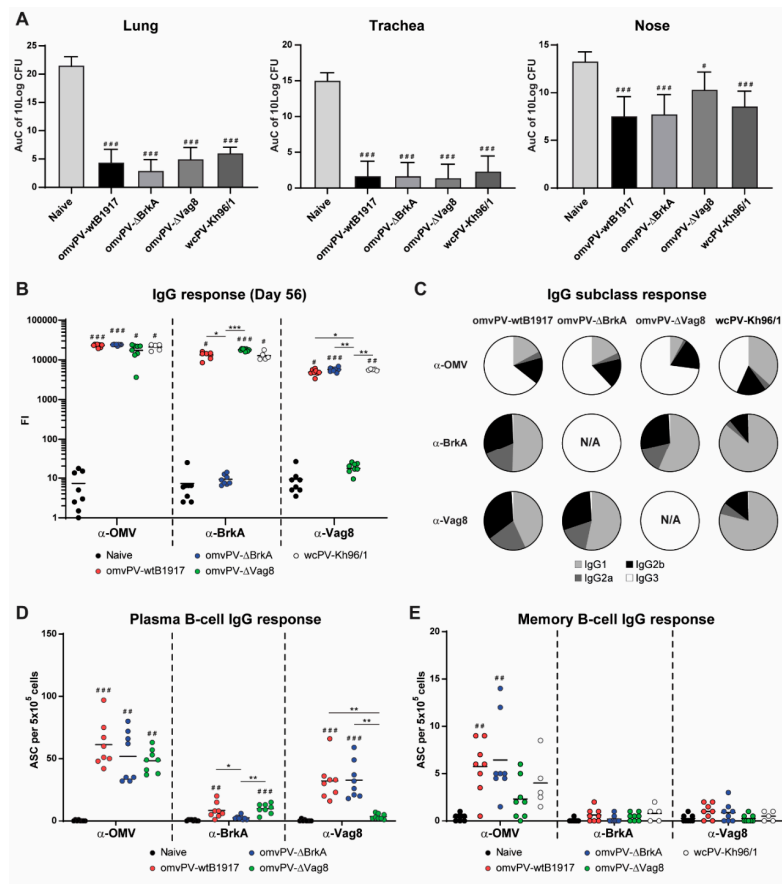 A
Lung
Trachea
Nose
AuC of 10Log CFU
25
20
15
10
5
0
Naive
omvPV-wtB1917
omvPV-ΔBrkA
omvPV-ΔVag8
wcPV-Kh96/1
###
###
###
###
AuC of 10Log CFU
20
15
10
5
0
Naive
omvPV-wtB1917
omvPV-ΔBrkA
omvPV-ΔVag8
wcPV-Kh96/1
###
###
###
###
AuC of 10Log CFU
15
10
5
0
Naive
omvPV-wtB1917
omvPV-ΔBrkA
omvPV-ΔVag8
wcPV-Kh96/1
###
###
#
###
B
IgG response (Day 56)
FI
100000
10000
1000
100
10
1
### ### # #
* ***
# ### #
*
**
**
# ### ##
α-OMV
α-BrkA
α-Vag8
Naive
omvPV-ΔBrkA
wcPV-Kh96/1
omvPV-wtB1917
omvPV-ΔVag8
C
IgG subclass response
omvPV-wtB1917
omvPV-ΔBrkA
omvPV-ΔVag8
wcPV-Kh96/1
α-OMV
α-BrkA
N/A
α-Vag8
N/A
IgG1
IgG2b
IgG2a
IgG3
D
Plasma B-cell IgG response
ASC per 5x10⁵ cells
150
100
50
0
### ## ##
*
**
## ###
**
**
### ###
α-OMV
α-BrkA
α-Vag8
Naive
omvPV-ΔBrkA
omvPV-wtB1917
omvPV-ΔVag8
E
Memory B-cell IgG response
ASC per 5x10⁵ cells
20
15
10
5
0
## ##
α-OMV
α-BrkA
α-Vag8
Naive
omvPV-ΔBrkA
wcPV-Kh96/1
omvPV-wtB1917
omvPV-ΔVag8